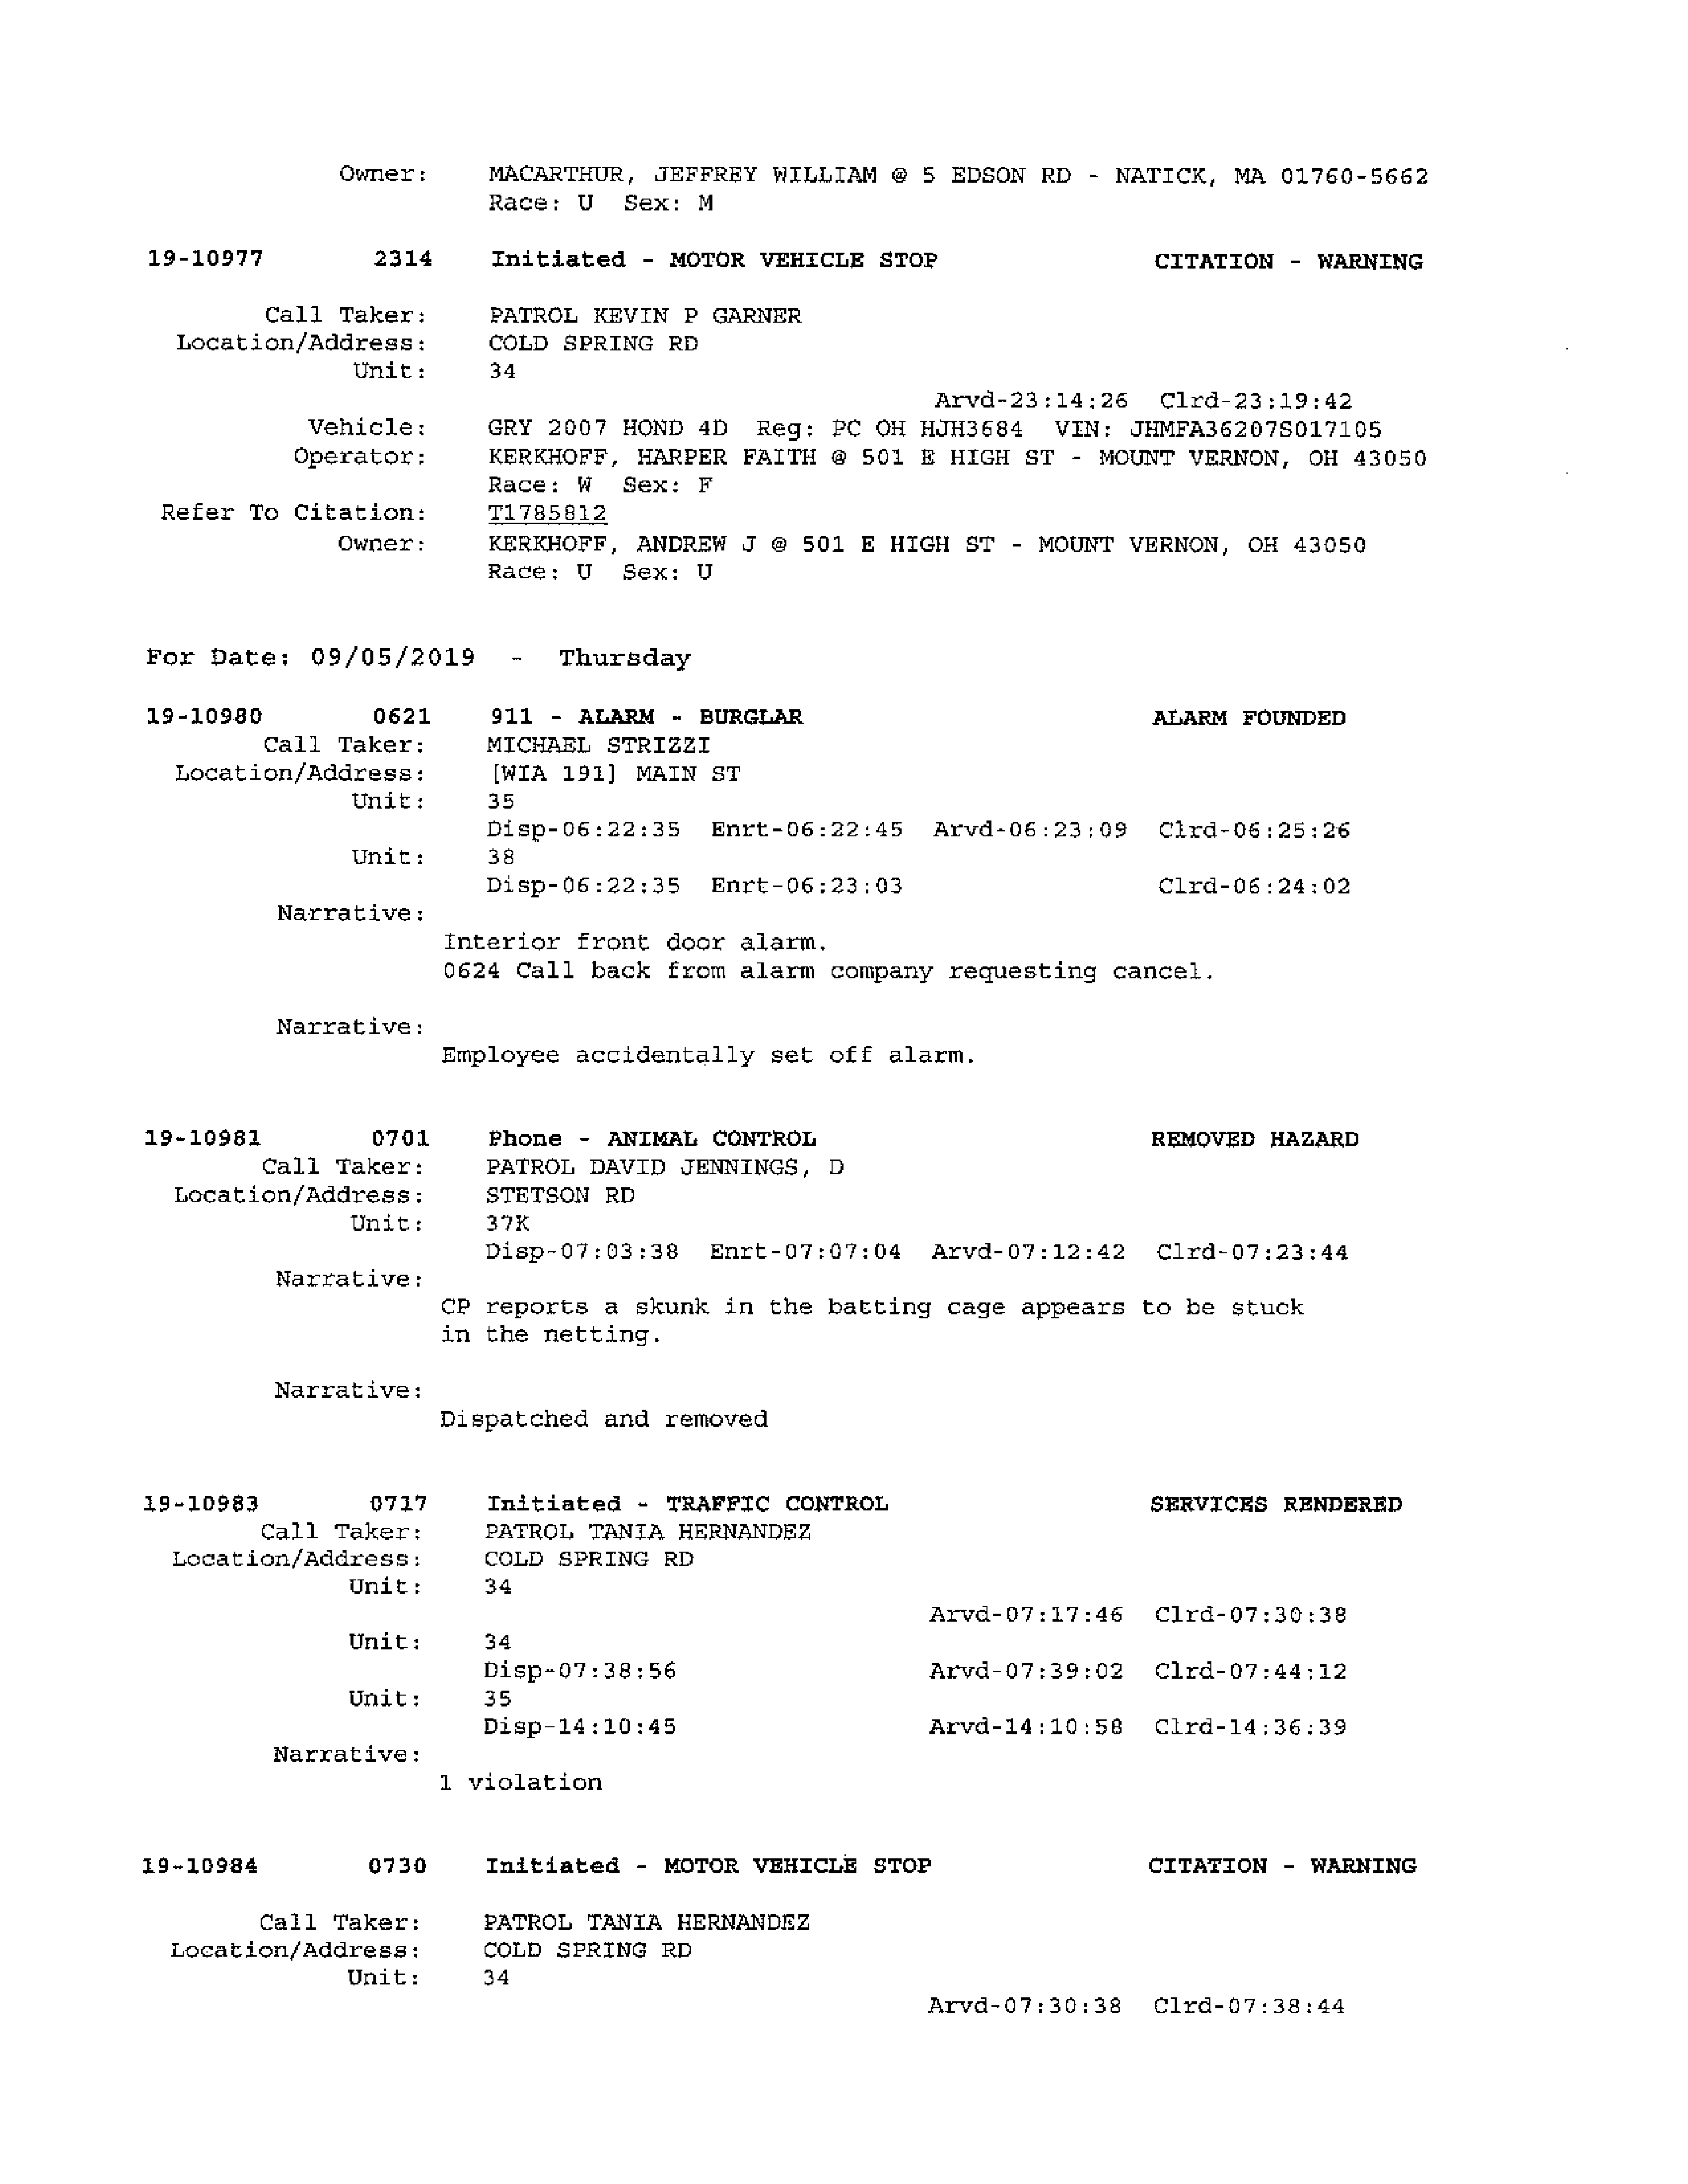 Owner: MACARTHUR, JEFFREY WILLIAM @ 5 EDSON RD - NATICK, MA 01760-5662
Race: U Sex: M
19-10977 2314 Initiated - MOTOR VEHICLE STOP CITATION - WARNING
Call Taker: PATROL KEVIN P GARNER
Location/Address: COLD SPRING RD
Unit: 34
Arvd-23:14:26 Clrd-23:19:42
Vehicle: GRY 2007 HOND 4D Reg: PC OH HJH3684 VIN: JHMFA36207S017105
Operator: KERKHOFF, HARPER FAITH @ 501 E HIGH ST - MOUNT VERNON, OH 43050
Race: W Sex: F
Refer To Citation: T1785812
Owner: KERKHOFF, ANDREW J @ 501 E HIGH ST - MOUNT VERNON, OH 43050
Race: U Sex: U
For Date: 09/05/2019 - Thursday
19-10980 0621 911 - ALARM - BURGLAR ALARM FOUNDED
Call Taker: MICHAEL STRIZZI
Location/Address: [WIA 191] MAIN ST
Unit: 35
Disp-06:22:35 Enrt-06:22:45 Arvd-06:23:09 Clrd-06:25:26
Unit: 38
Disp-06:22:35 Enrt-06:23:03 Clrd-06:24:02
Narrative:
Interior front door alarm.
0624 Call back from alarm company requesting cancel.
Narrative:
Employee accidentally set off alarm.
19-10981 0701 Phone - ANIMAL CONTROL REMOVED HAZARD
Call Taker: PATROL DAVID JENNINGS, D
Location/Address: STETSON RD
Unit: 37K
Disp-07:03:38 Enrt-07:07:04 Arvd-07:12:42 Clrd-07:23:44
Narrative:
CP reports a skunk in the batting cage appears to be stuck
in the netting.
Narrative:
Dispatched and removed
19-10983 0717 Initiated - TRAFFIC CONTROL SERVICES RENDERED
Call Taker: PATROL TANIA HERNANDEZ
Location/Address: COLD SPRING RD
Unit: 34
Arvd-07:17:46 Clrd-07:30:38
Unit: 34
Disp-07:38:56 Arvd-07:39:02 Clrd-07:44:12
Unit: 35
Disp-14:10:45 Arvd-14:10:58 Clrd-14:36:39
Narrative:
1 violation
19-10984 0730 Initiated - MOTOR VEHICLE STOP CITATION - WARNING
Call Taker: PATROL TANIA HERNANDEZ
Location/Address: COLD SPRING RD
Unit: 34
Arvd-07:30:38 Clrd-07:38:44